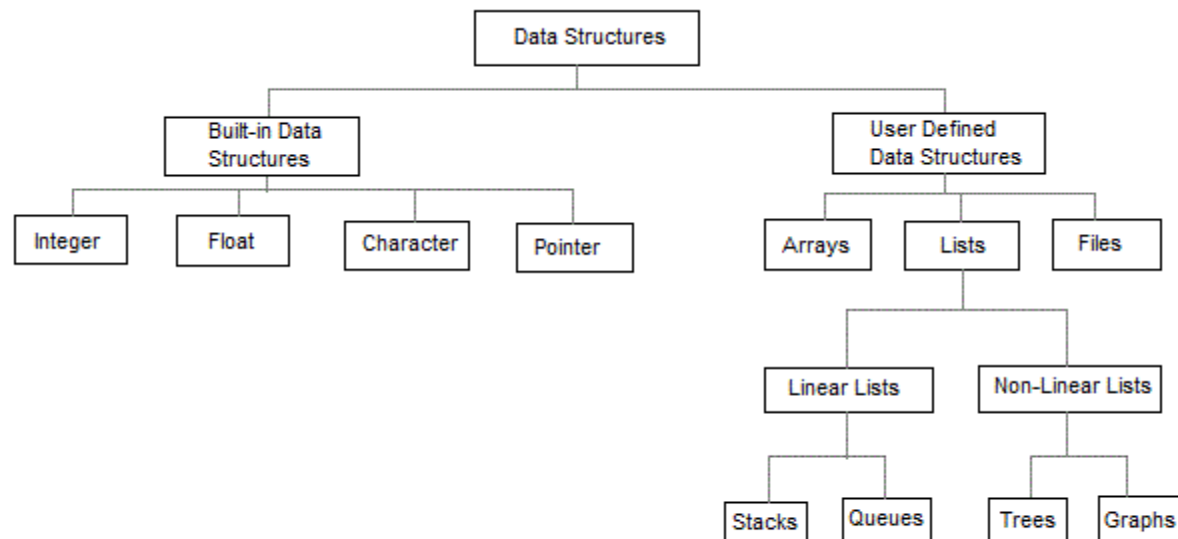 Data Structures
Built-in Data
Structures
User Defined
Data Structures
Integer
Float
Character
Pointer
Arrays
Lists
Files
Linear Lists
Non-Linear Lists
Stacks
Queues
Trees
Graphs